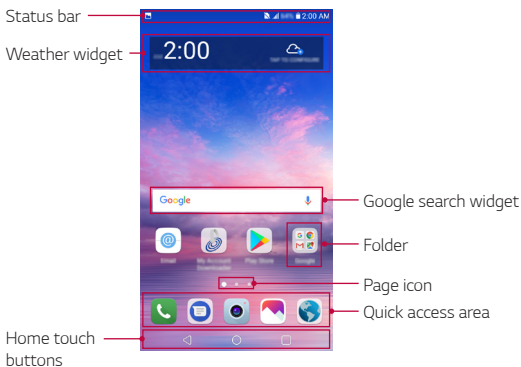 Status bar
64% 2:00 AM
Weather widget
2:00
TAP TO CONFIGURE
Google
Google search widget
Email
My Account Downloader
Play Store
Google
Folder
Page icon
Quick access area
Home touch
buttons